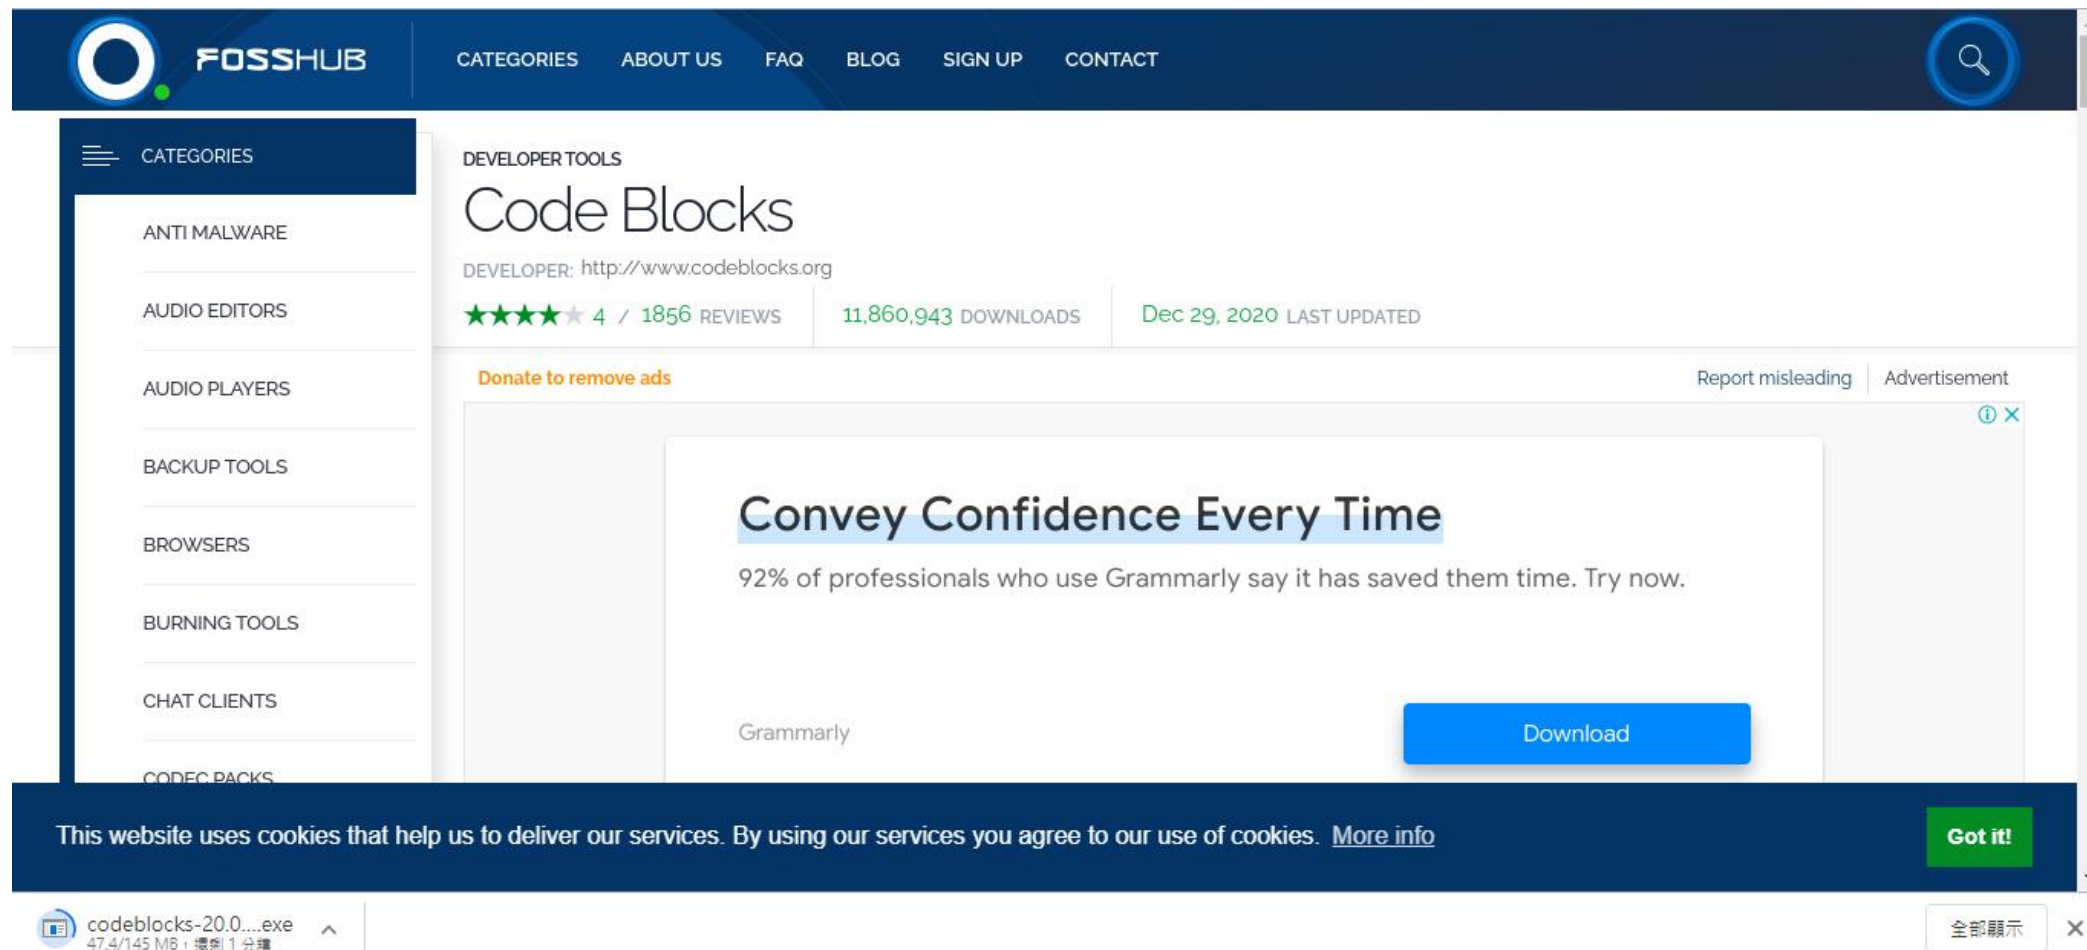 FOSSHUB
CATEGORIES ABOUT US FAQ BLOG SIGN UP CONTACT
CATEGORIES
ANTI MALWARE
AUDIO EDITORS
AUDIO PLAYERS
BACKUP TOOLS
BROWSERS
BURNING TOOLS
CHAT CLIENTS
CODEC PACKS
DEVELOPER TOOLS
Code Blocks
DEVELOPER: http://www.codeblocks.org
4 / 1856 REVIEWS 11,860,943 DOWNLOADS Dec 29, 2020 LAST UPDATED
Donate to remove ads Report misleading Advertisement
Convey Confidence Every Time
92% of professionals who use Grammarly say it has saved them time. Try now.
Grammarly Download
This website uses cookies that help us to deliver our services. By using our services you agree to our use of cookies. More info Got it!
codeblocks-20.0....exe
47.4/145 MB，還剩 1 分鐘
全部顯示